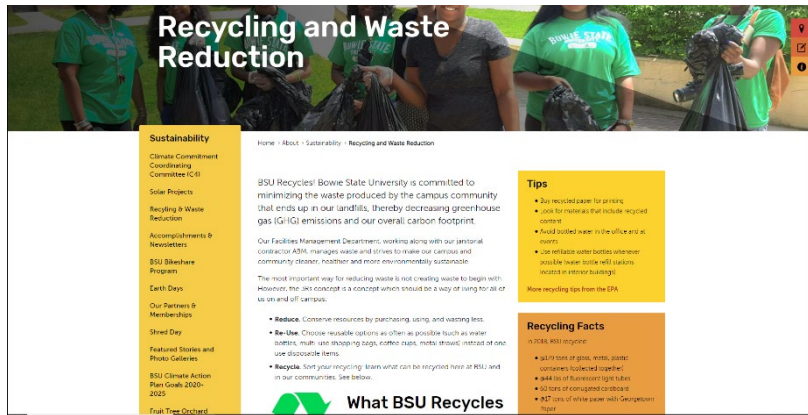 Recycling and Waste
Reduction
BOWIE STATE
Sustainability
Climate Commitment
Coordinating
Committee (C4)
Solar Projects
Recyling & Waste
Reduction
Accomplishments &
Newsletters
BSU Bikeshare
Program
Earth Days
Our Partners &
Memberships
Shred Day
Featured Stories and
Photo Galleries
BSU Climate Action
Plan Goals 2020-
2025
Fruit Tree Orchard
Home › About › Sustainability › Recycling and Waste Reduction
BSU Recycles! Bowie State University is committed to
minimizing the waste produced by the campus community
that ends up in our landfills, thereby decreasing greenhouse
gas (GHG) emissions and our overall carbon footprint.
Our Facilities Management Department, working along with our janitorial
contractor ABM, manages waste and strives to make our campus and
community cleaner, healthier and more environmentally sustainable.
The most important way for reducing waste is not creating waste to begin with.
However, the 3Rs concept is a concept which should be a way of living for all of
us on and off campus.
• Reduce. Conserve resources by purchasing, using, and wasting less.
• Re-Use. Choose reusable options as often as possible (such as water
bottles, multi-use shopping bags, coffee cups, metal straws) instead of one
use disposable items.
• Recycle. Sort your recycling: learn what can be recycled here at BSU and
in our communities. See below.
What BSU Recycles
Tips
• Buy recycled paper for printing
• Look for materials that include recycled
content
• Avoid bottled water in the office and at
events
• Use refillable water bottles whenever
possible (water bottle refill stations
located in interior buildings)
More recycling tips from the EPA
Recycling Facts
In 2018, BSU recycled:
• @179 tons of glass, metal, plastic
containers (collected together)
• @44 lbs of fluorescent light tubes
• 60 tons of corrugated cardboard
• @17 tons of white paper with Georgetown
Paper